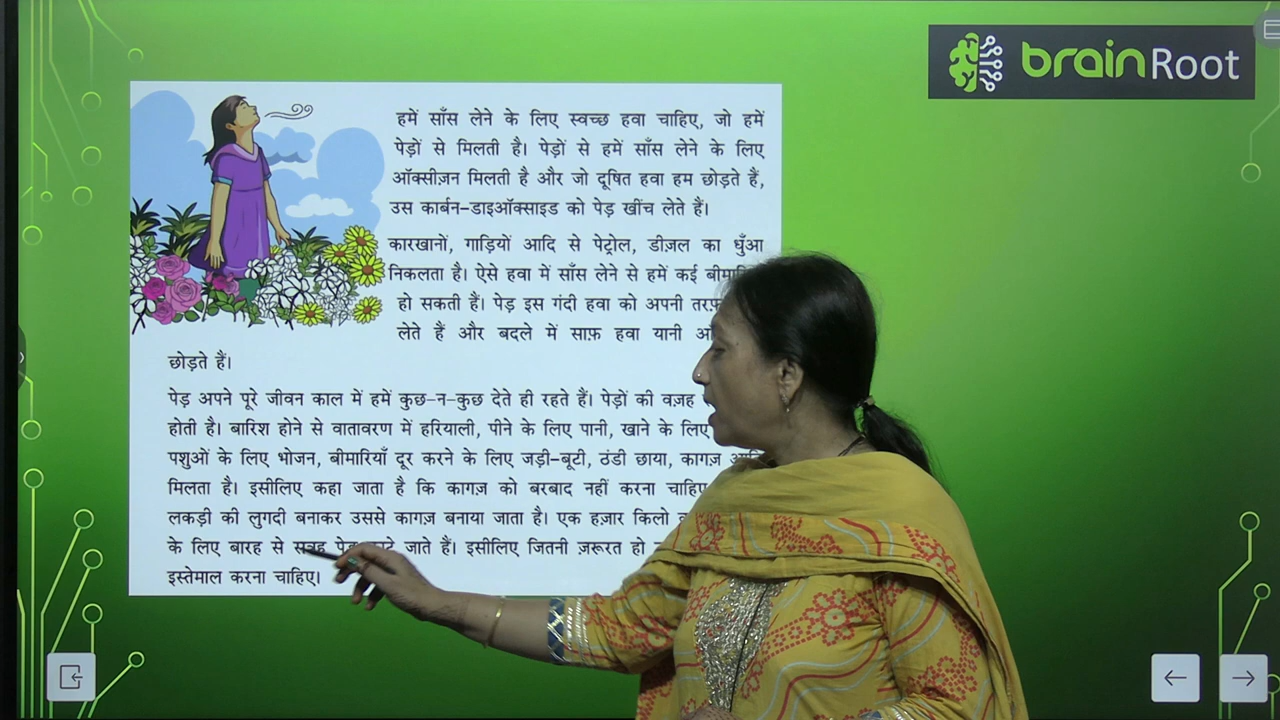 brainRoot
हमें साँस लेने के लिए स्वच्छ हवा चाहिए, जो हमें
पेड़ों से मिलती है। पेड़ों से हमें साँस लेने के लिए
ऑक्सीज़न मिलती है और जो दूषित हवा हम छोड़ते हैं,
उस कार्बन-डाइऑक्साइड को पेड़ खींच लेते हैं।
कारखानों, गाड़ियों आदि से पेट्रोल, डीज़ल का धुँआ
निकलता है। ऐसे हवा में साँस लेने से हमें कई
हो सकती हैं। पेड़ इस गंदी हवा को अपनी
लेते हैं और बदले में साफ़ हवा यानी
छोड़ते हैं।
पेड़ अपने पूरे जीवन काल में हमें कुछ-न-कुछ देते ही रहते हैं। पेड़ों की वज़ह
होती है। बारिश होने से वातावरण में हरियाली, पीने के लिए पानी, खाने के लिए
पशुओं के लिए भोजन, बीमारियाँ दूर करने के लिए जड़ी-बूटी, ठंडी छाया, कागज़
मिलता है। इसीलिए कहा जाता है कि कागज़ को बरबाद नहीं करना चाहिए
लकड़ी की लुगदी बनाकर उससे कागज़ बनाया जाता है। एक हज़ार किलो
के लिए बारह से सत्रह पेड़ काटे जाते हैं। इसीलिए जितनी ज़रूरत हो
इस्तेमाल करना चाहिए।